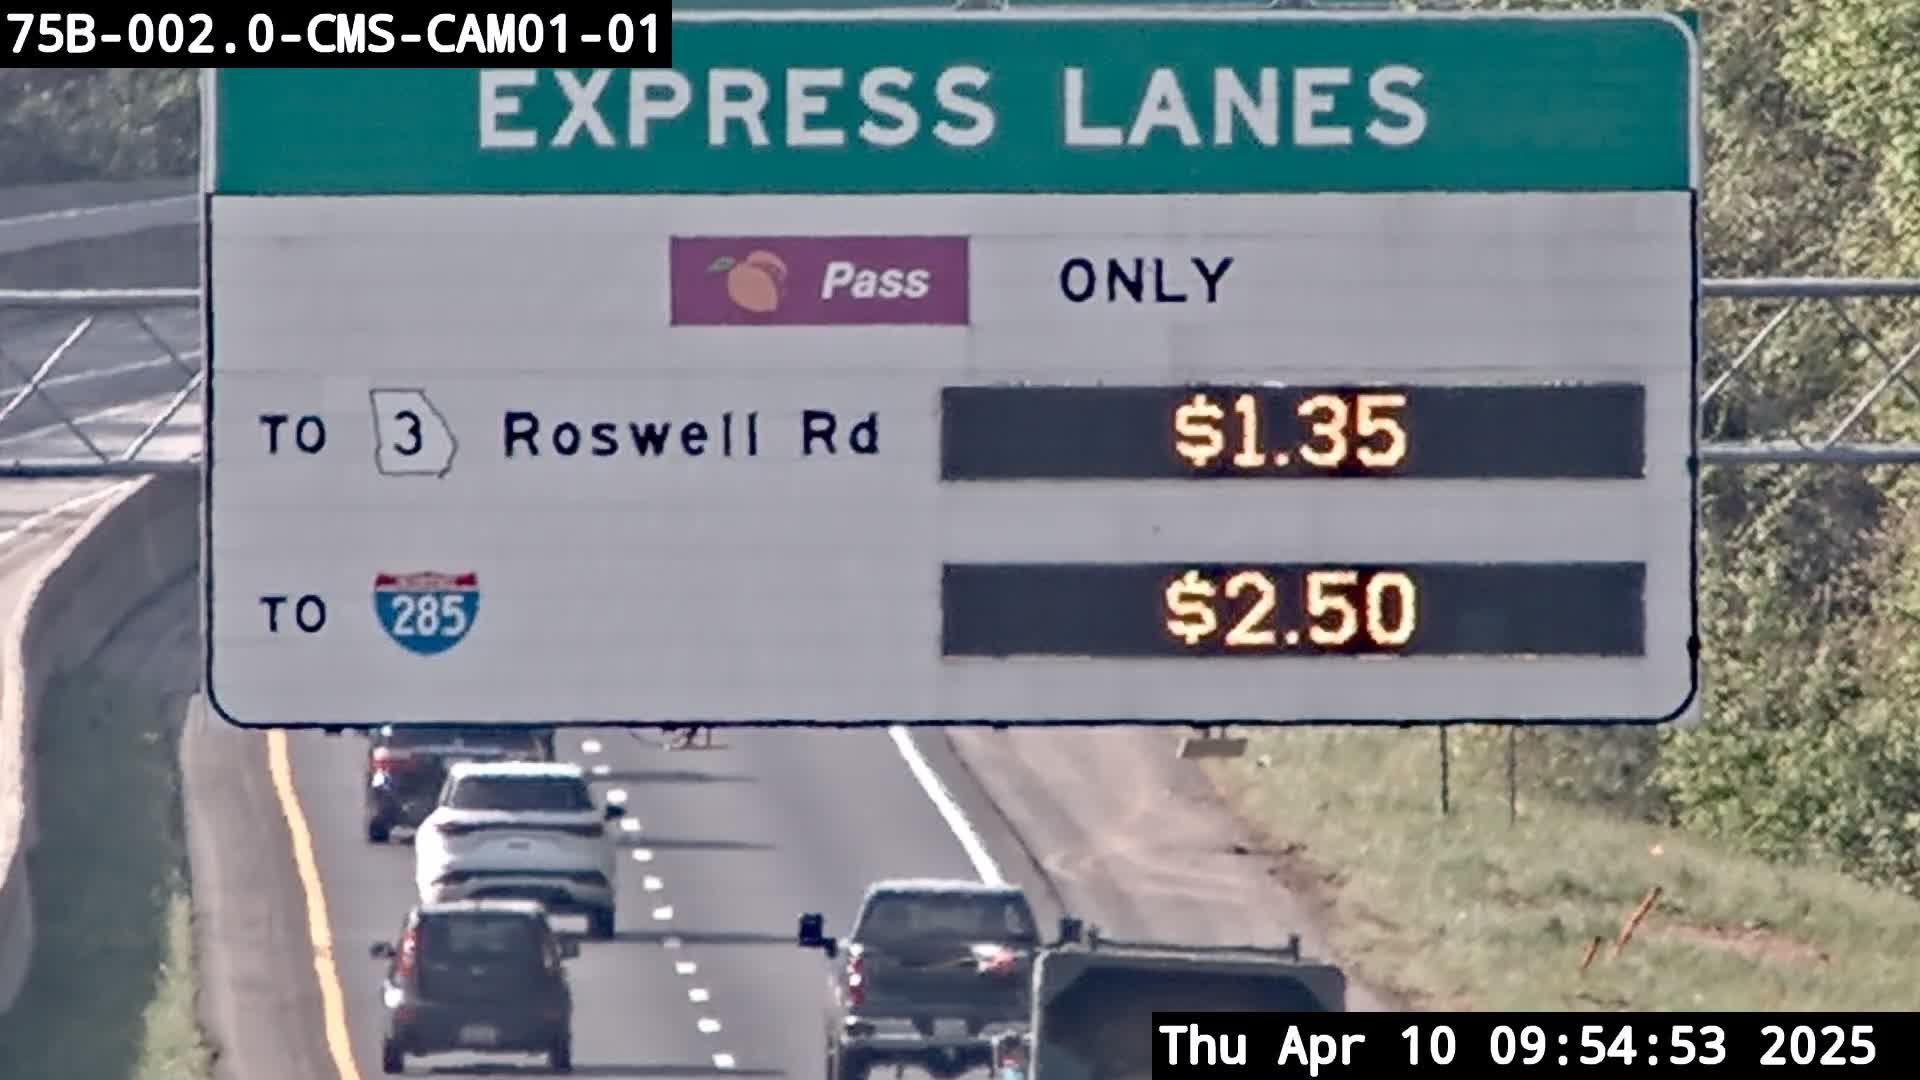 75B-002.0-CMS-CAM01-01
EXPRESS LANES
Pass ONLY
TO 3 Roswell Rd $1.35
TO 285 $2.50
Thu Apr 10 09:54:53 2025